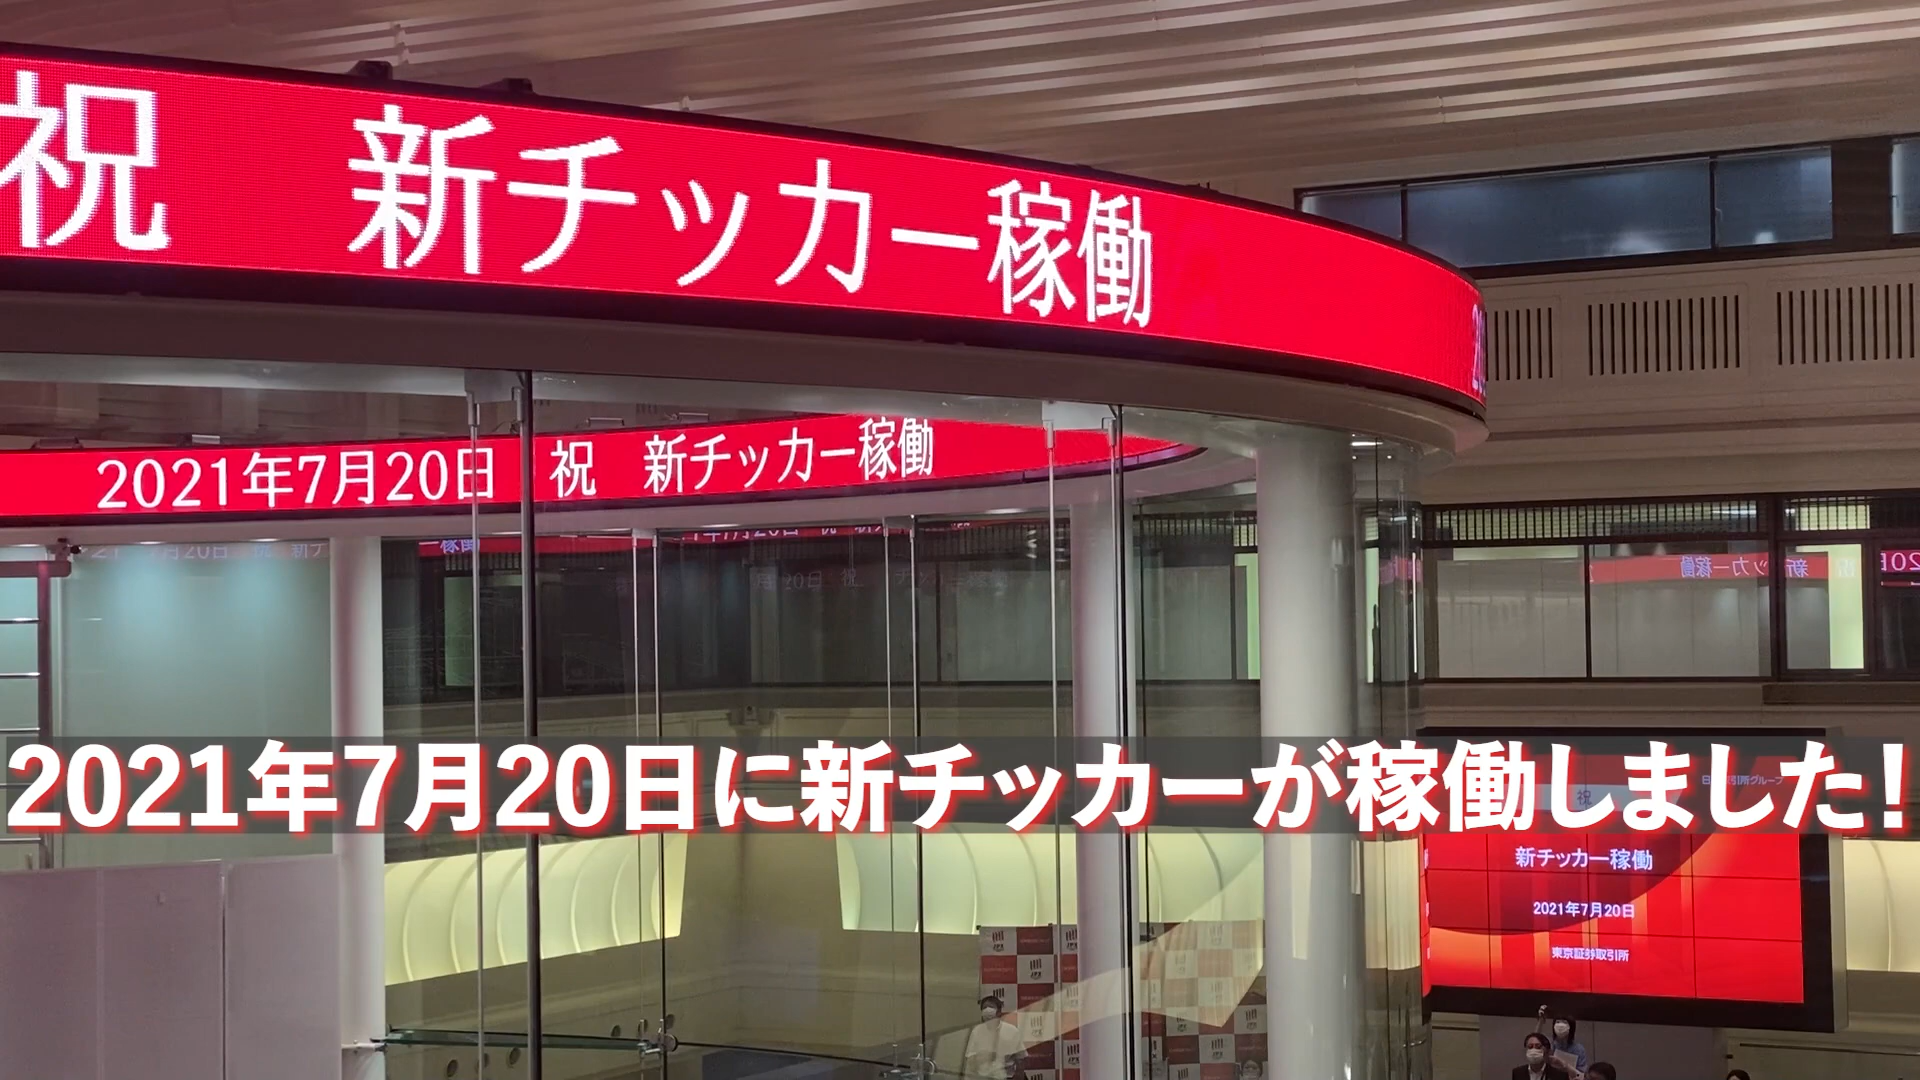 祝 新チッカー稼働
2021年7月20日 祝 新チッカー稼働
2021年7月20日に新チッカーが稼働しました!
祝
新チッカー稼働
2021年7月20日
東京証券取引所